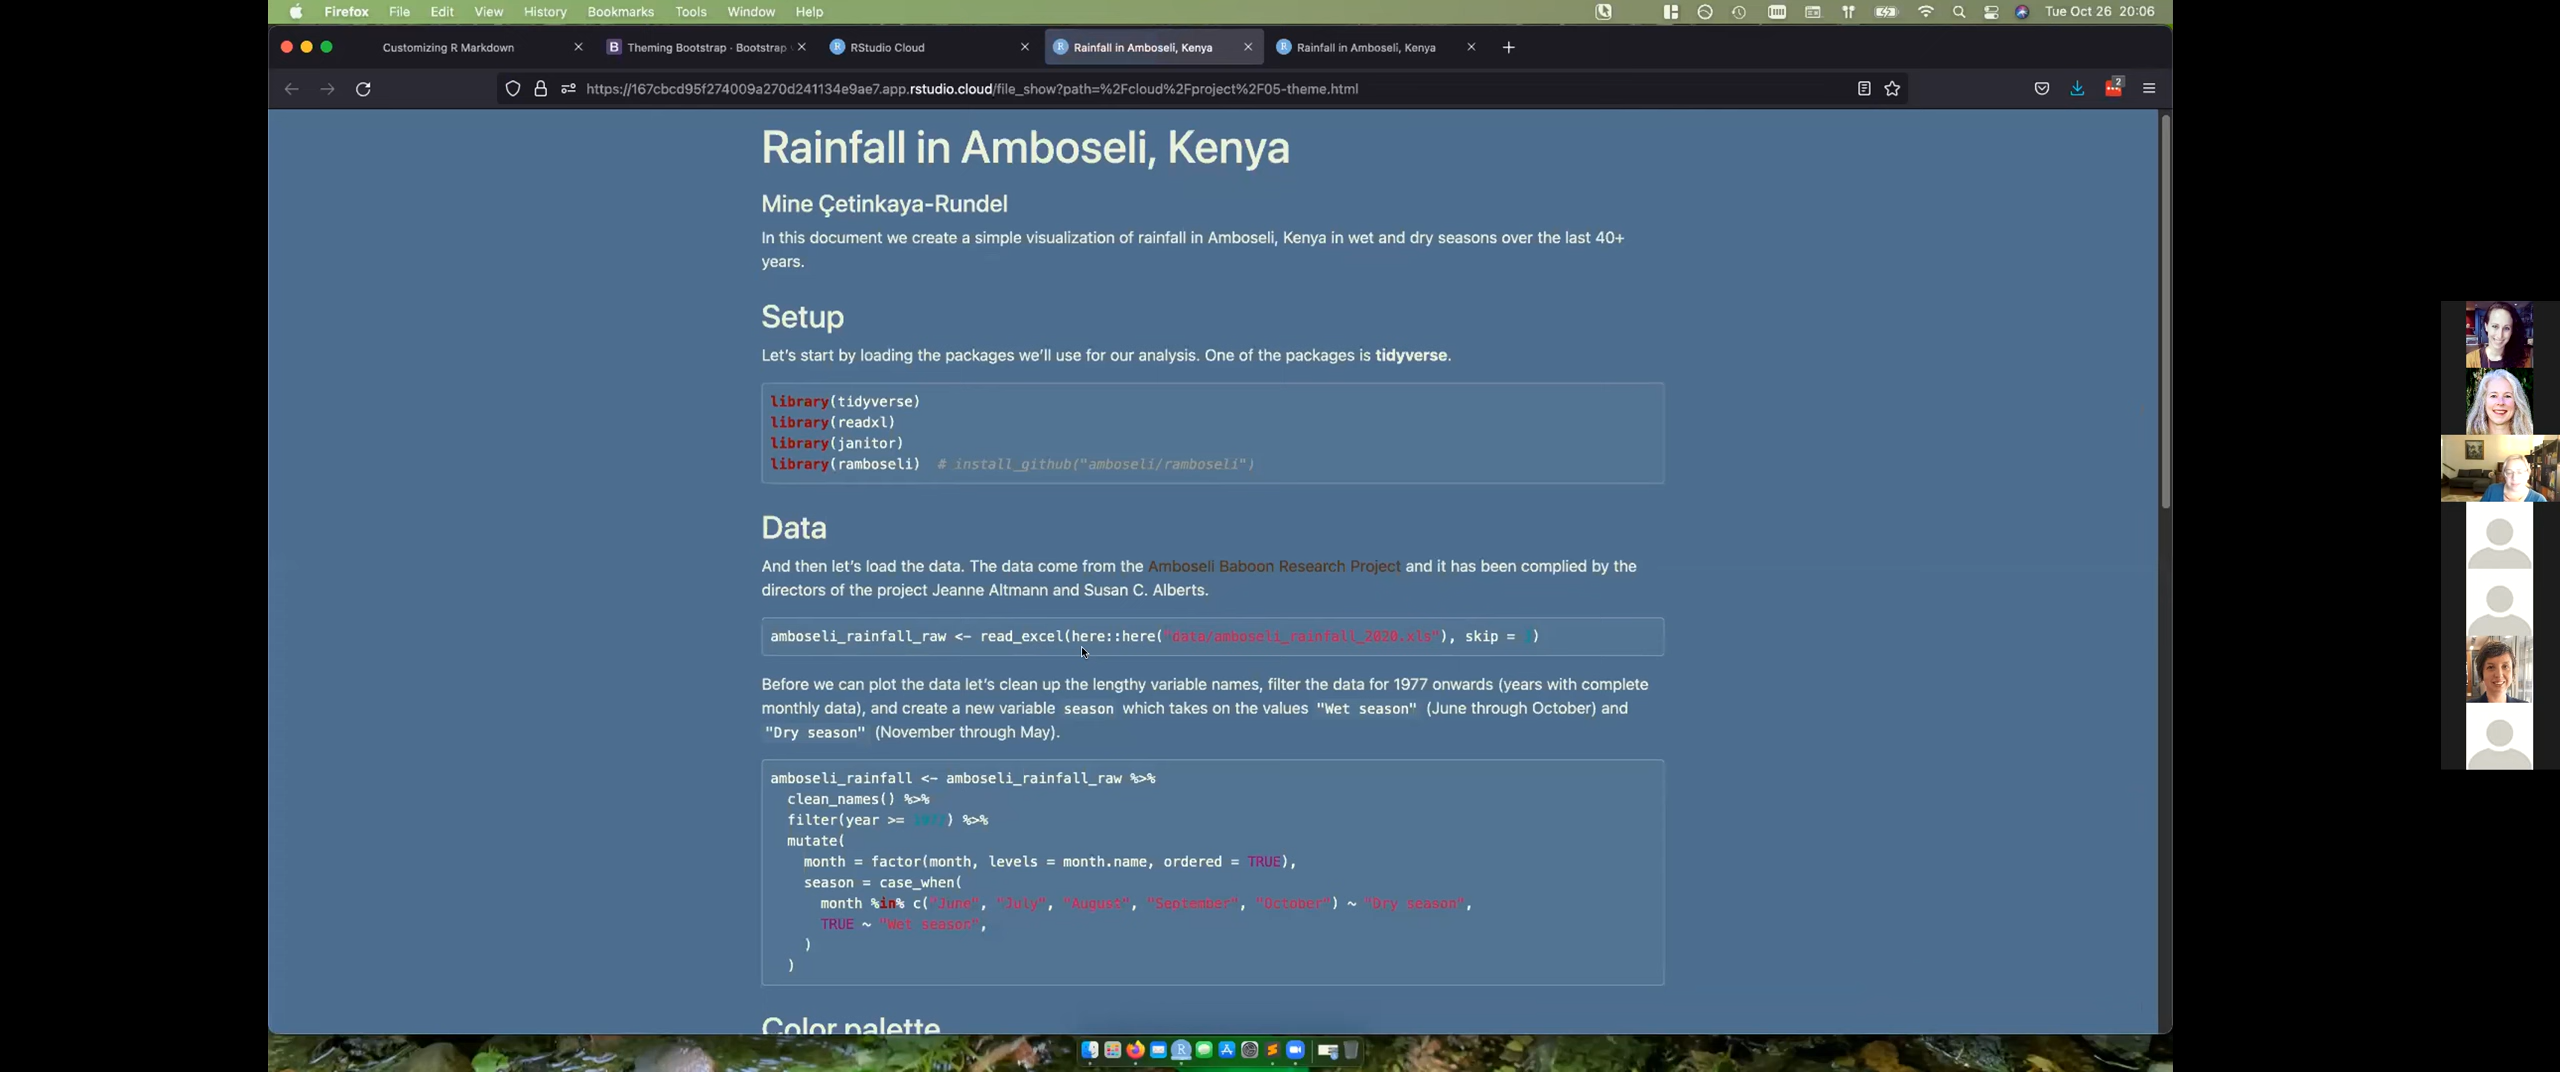 Firefox File Edit View History Bookmarks Tools Window Help Tue Oct 26 20:06
Customizing R Markdown Theming Bootstrap · Bootstrap RStudio Cloud Rainfall in Amboseli, Kenya Rainfall in Amboseli, Kenya
https://167cbcd95f274009a270d241134e9ae7.app.rstudio.cloud/file_show?path=%2Fcloud%2Fproject%2F05-theme.html 2
Rainfall in Amboseli, Kenya
Mine Çetinkaya-Rundel
In this document we create a simple visualization of rainfall in Amboseli, Kenya in wet and dry seasons over the last 40+
years.
Setup
Let's start by loading the packages we'll use for our analysis. One of the packages is tidyverse.
library(tidyverse)
library(readxl)
library(janitor)
library(ramboseli)  # install_github("amboseli/ramboseli")
Data
And then let's load the data. The data come from the Amboseli Baboon Research Project and it has been complied by the
directors of the project Jeanne Altmann and Susan C. Alberts.
amboseli_rainfall_raw <- read_excel(here::here("data/amboseli_rainfall_2020.xls"), skip = )
Before we can plot the data let's clean up the lengthy variable names, filter the data for 1977 onwards (years with complete
monthly data), and create a new variable season which takes on the values "Wet season" (June through October) and
"Dry season" (November through May).
amboseli_rainfall <- amboseli_rainfall_raw %>%
clean_names() %>%
filter(year >= ) %>%
mutate(
month = factor(month, levels = month.name, ordered = TRUE),
season = case_when(
month %in% c("June", "July", "August", "September", "October") ~ "Dry season",
TRUE ~ "Wet season",
)
)
Color palette